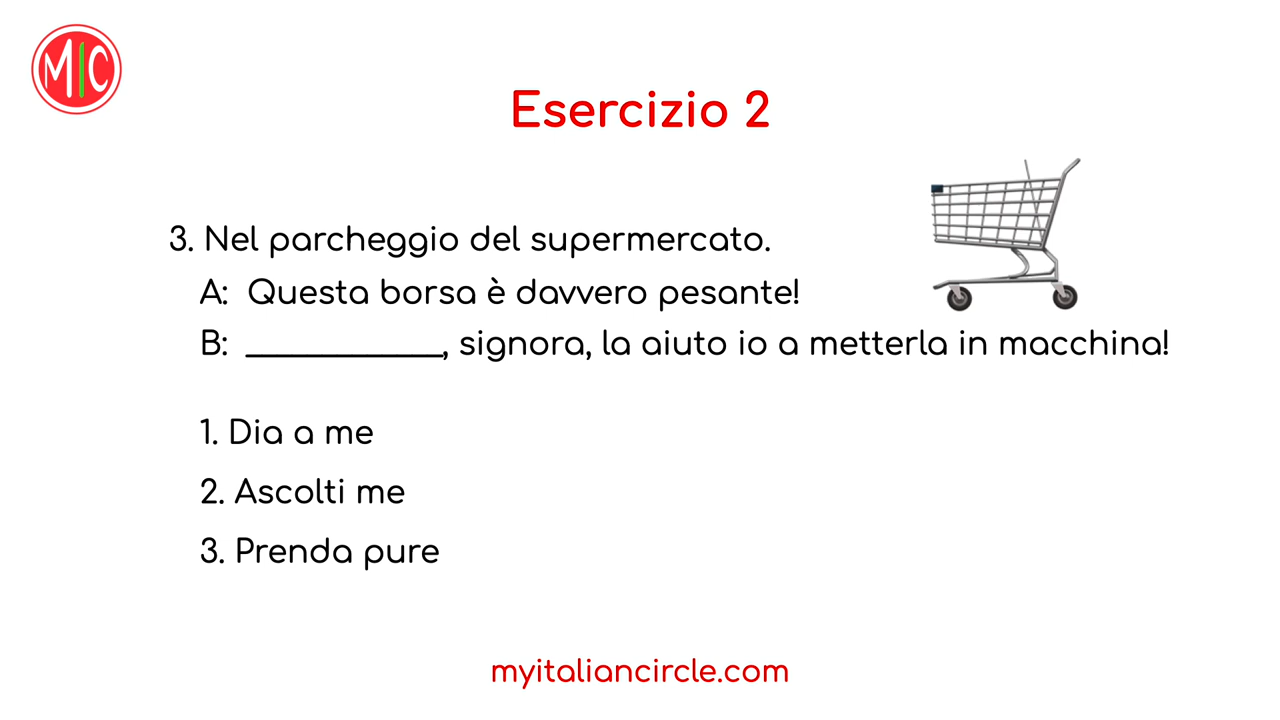 MIC
Esercizio 2
3. Nel parcheggio del supermercato.
A: Questa borsa è davvero pesante!
B: ____________, signora, la aiuto io a metterla in macchina!
1. Dia a me
2. Ascolti me
3. Prenda pure
myitaliancircle.com